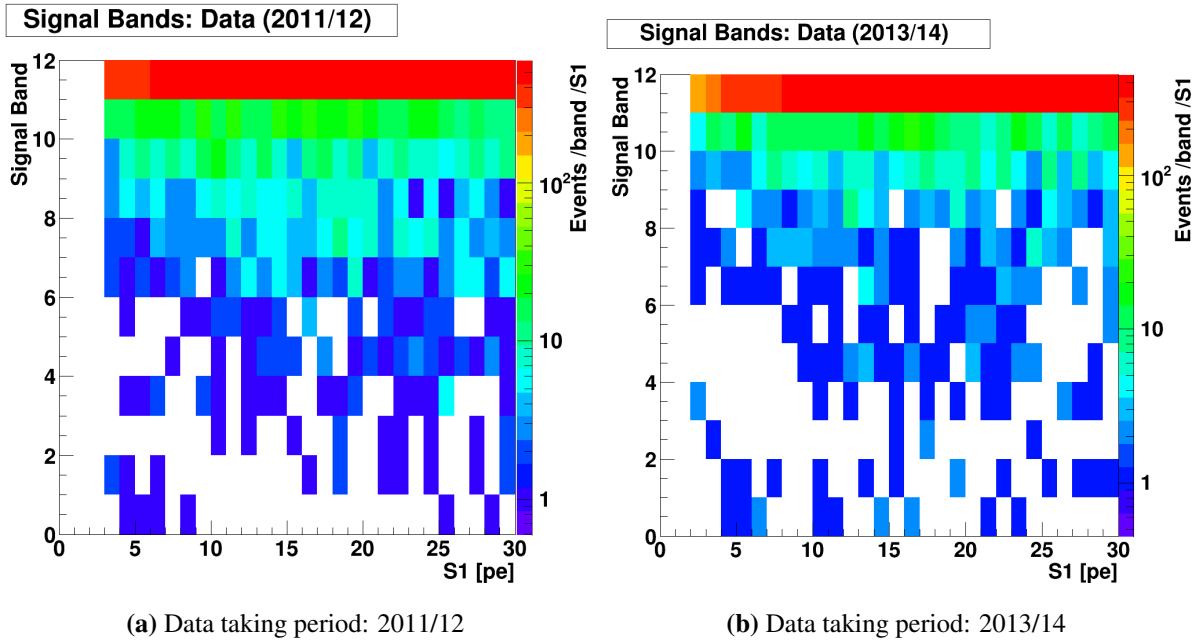 Signal Bands: Data (2011/12)
Signal Band
12
10
8
6
4
2
0
0 5 10 15 20 25 30
S1 [pe]
Events /band /S1
10²
10
1
(a) Data taking period: 2011/12
Signal Bands: Data (2013/14)
Signal Band
12
10
8
6
4
2
0
0 5 10 15 20 25 30
S1 [pe]
Events /band /S1
10²
10
1
(b) Data taking period: 2013/14